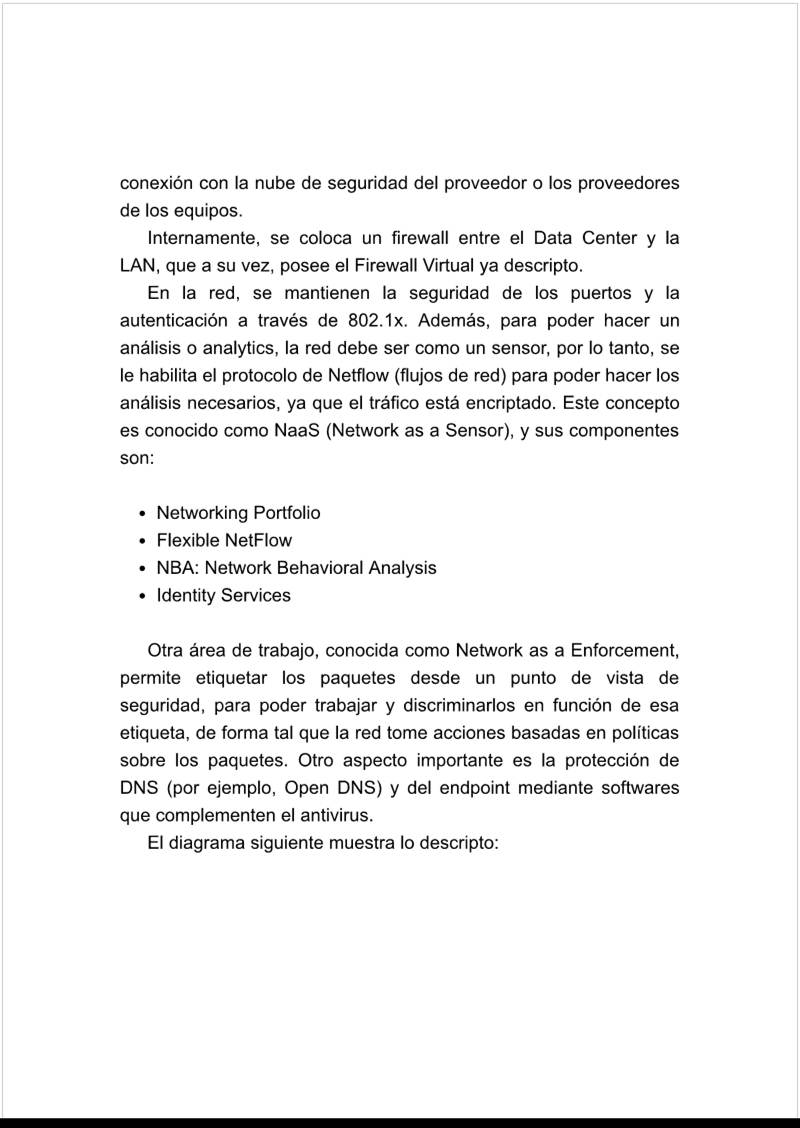 conexión con la nube de seguridad del proveedor o los proveedores
de los equipos.
Internamente, se coloca un firewall entre el Data Center y la
LAN, que a su vez, posee el Firewall Virtual ya descripto.
En la red, se mantienen la seguridad de los puertos y la
autenticación a través de 802.1x. Además, para poder hacer un
análisis o analytics, la red debe ser como un sensor, por lo tanto, se
le habilita el protocolo de Netflow (flujos de red) para poder hacer los
análisis necesarios, ya que el tráfico está encriptado. Este concepto
es conocido como NaaS (Network as a Sensor), y sus componentes
son:
• Networking Portfolio
• Flexible NetFlow
• NBA: Network Behavioral Analysis
• Identity Services
Otra área de trabajo, conocida como Network as a Enforcement,
permite etiquetar los paquetes desde un punto de vista de
seguridad, para poder trabajar y discriminarlos en función de esa
etiqueta, de forma tal que la red tome acciones basadas en políticas
sobre los paquetes. Otro aspecto importante es la protección de
DNS (por ejemplo, Open DNS) y del endpoint mediante softwares
que complementen el antivirus.
El diagrama siguiente muestra lo descripto: